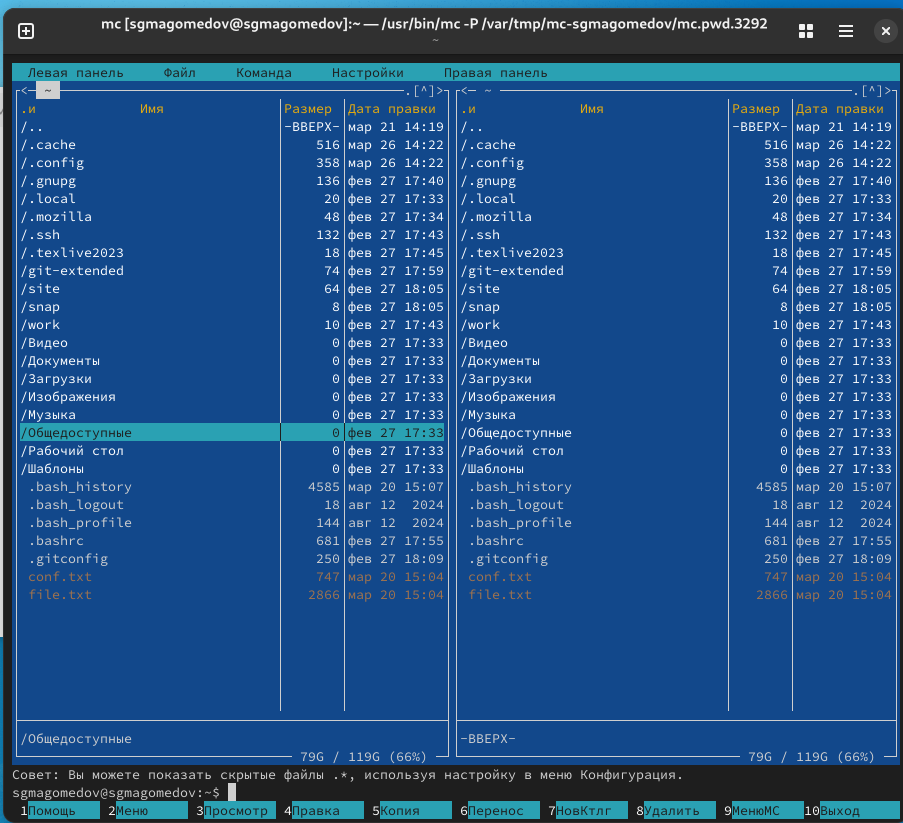 mc [sgmagomedov@sgmagomedov]:~ — /usr/bin/mc -P /var/tmp/mc-sgmagomedov/mc.pwd.3292
~
Левая панель Файл Команда Настройки Правая панель
<─ ~ .[^]> <─ ~ .[^]>
.и Имя Размер Дата правки .и Имя Размер Дата правки
/.. -ВВЕРХ- мар 21 14:19 /.. -ВВЕРХ- мар 21 14:19
/.cache 516 мар 26 14:22 /.cache 516 мар 26 14:22
/.config 358 мар 26 14:22 /.config 358 мар 26 14:22
/.gnupg 136 фев 27 17:40 /.gnupg 136 фев 27 17:40
/.local 20 фев 27 17:33 /.local 20 фев 27 17:33
/.mozilla 48 фев 27 17:34 /.mozilla 48 фев 27 17:34
/.ssh 132 фев 27 17:43 /.ssh 132 фев 27 17:43
/.texlive2023 18 фев 27 17:45 /.texlive2023 18 фев 27 17:45
/git-extended 74 фев 27 17:59 /git-extended 74 фев 27 17:59
/site 64 фев 27 18:05 /site 64 фев 27 18:05
/snap 8 фев 27 18:05 /snap 8 фев 27 18:05
/work 10 фев 27 17:43 /work 10 фев 27 17:43
/Видео 0 фев 27 17:33 /Видео 0 фев 27 17:33
/Документы 0 фев 27 17:33 /Документы 0 фев 27 17:33
/Загрузки 0 фев 27 17:33 /Загрузки 0 фев 27 17:33
/Изображения 0 фев 27 17:33 /Изображения 0 фев 27 17:33
/Музыка 0 фев 27 17:33 /Музыка 0 фев 27 17:33
/Общедоступные 0 фев 27 17:33 /Общедоступные 0 фев 27 17:33
/Рабочий стол 0 фев 27 17:33 /Рабочий стол 0 фев 27 17:33
/Шаблоны 0 фев 27 17:33 /Шаблоны 0 фев 27 17:33
.bash_history 4585 мар 20 15:07 .bash_history 4585 мар 20 15:07
.bash_logout 18 авг 12 2024 .bash_logout 18 авг 12 2024
.bash_profile 144 авг 12 2024 .bash_profile 144 авг 12 2024
.bashrc 681 фев 27 17:55 .bashrc 681 фев 27 17:55
.gitconfig 250 фев 27 18:09 .gitconfig 250 фев 27 18:09
conf.txt 747 мар 20 15:04 conf.txt 747 мар 20 15:04
file.txt 2866 мар 20 15:04 file.txt 2866 мар 20 15:04
/Общедоступные -ВВЕРХ-
79G / 119G (66%) 79G / 119G (66%)
Совет: Вы можете показать скрытые файлы .*, используя настройку в меню Конфигурация.
sgmagomedov@sgmagomedov:~$
1Помощь 2Меню 3Просмотр 4Правка 5Копия 6Перенос 7НовКтлг 8Удалить 9МенюМС 10Выход